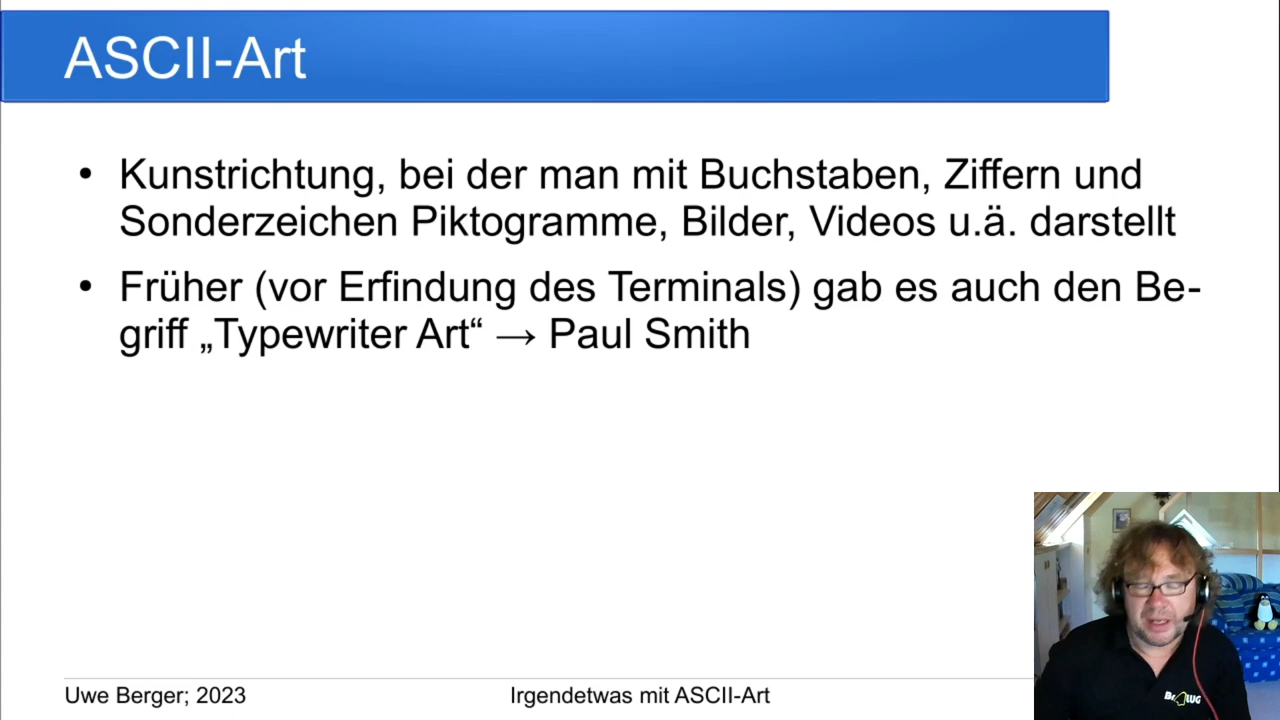 ASCII-Art
• Kunstrichtung, bei der man mit Buchstaben, Ziffern und
Sonderzeichen Piktogramme, Bilder, Videos u.ä. darstellt
• Früher (vor Erfindung des Terminals) gab es auch den Be-
griff „Typewriter Art“ → Paul Smith
Uwe Berger; 2023
Irgendetwas mit ASCII-Art